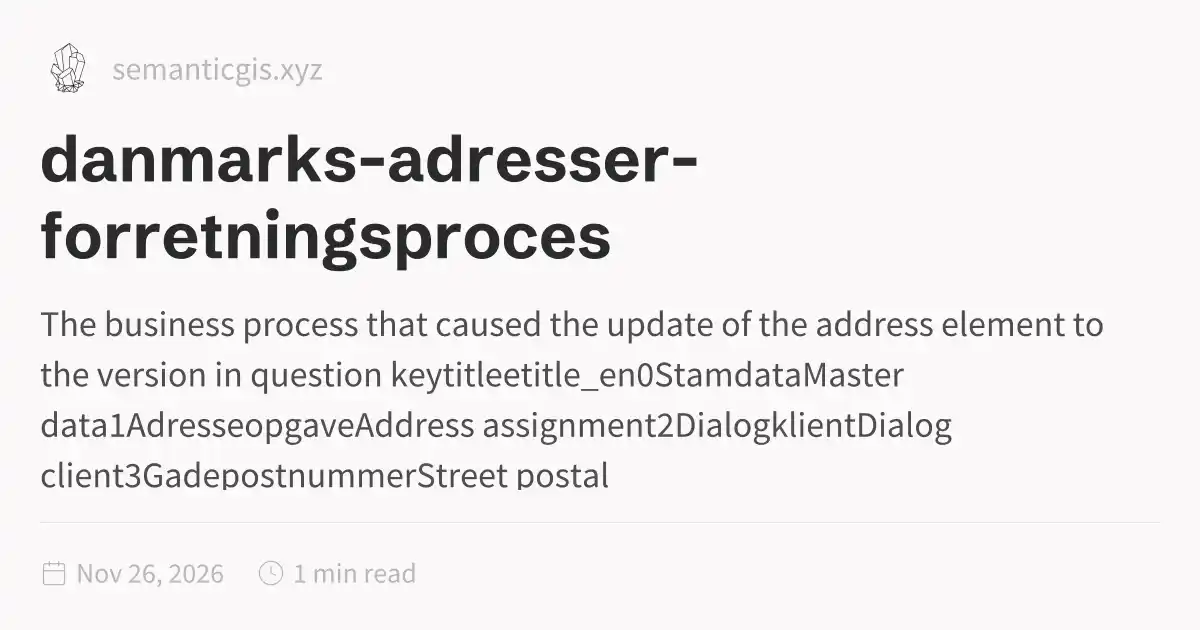 semanticgis.xyz
danmarks-adresser-
forretningsproces
The business process that caused the update of the address element to
the version in question keytitleetitle_en0StamdataMaster
data1AdresseopgaveAddress assignment2DialogklientDialog
client3GadepostnummerStreet postal
Nov 26, 2026 1 min read